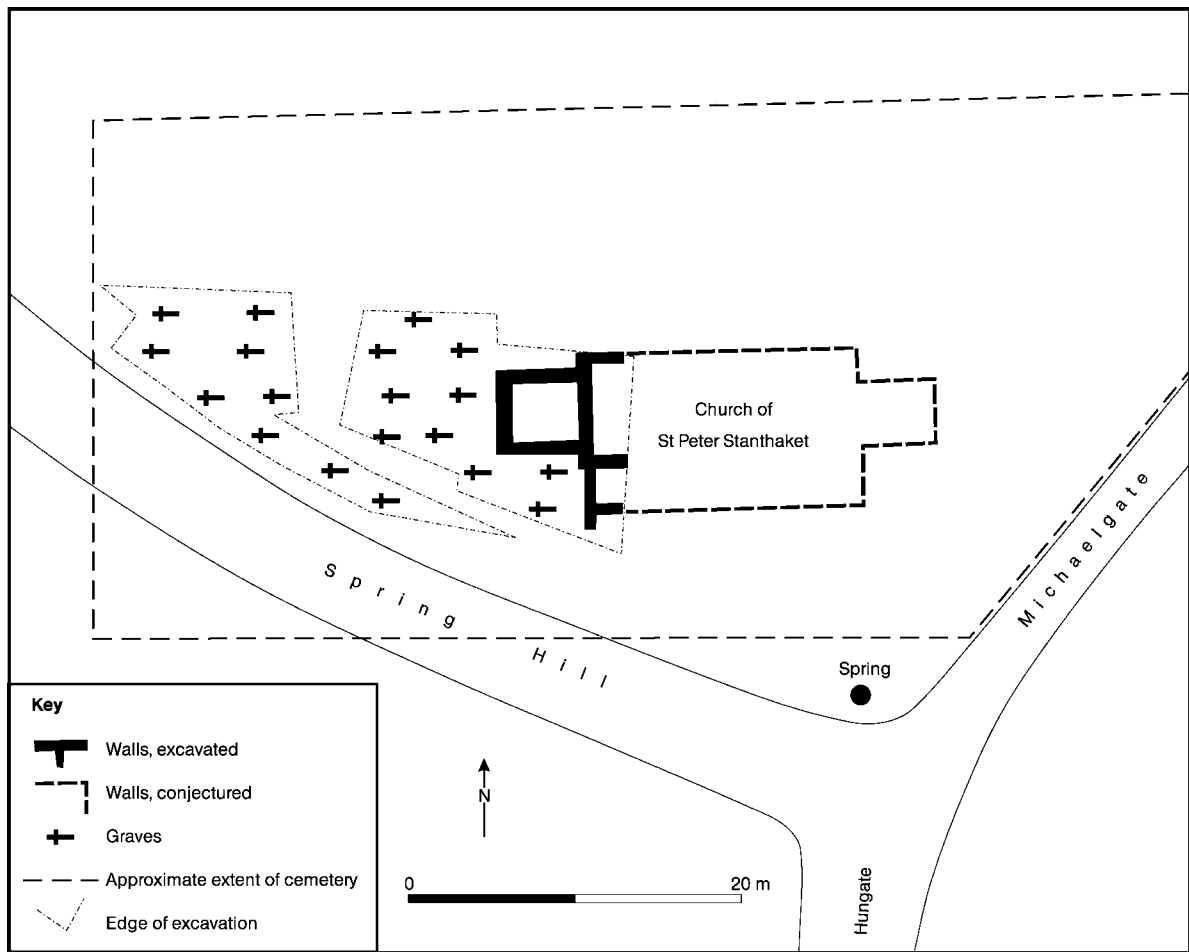 Church of
St Peter Stanthaket
Michaelgate
Spring Hill
Spring
Key
Walls, excavated
Walls, conjectured
Graves
Approximate extent of cemetery
Edge of excavation
N
0 20 m
Hungate